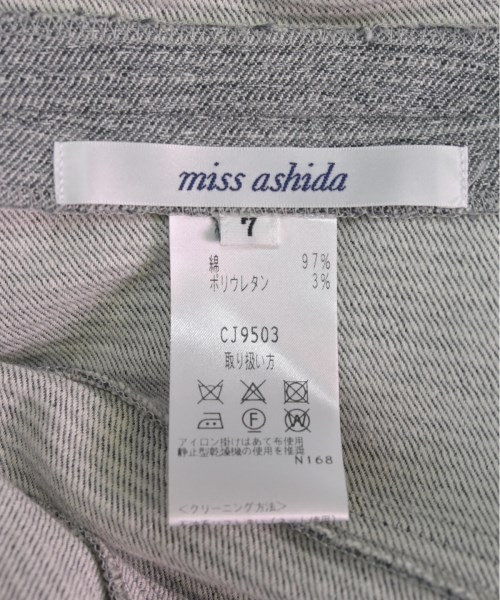 miss ashida
7
綿 97%
ポリウレタン 3%
CJ9503
取り扱い方
F W
アイロン掛けはあて布使用
静止型乾燥機の使用を推奨
N168
<クリーニング方法>